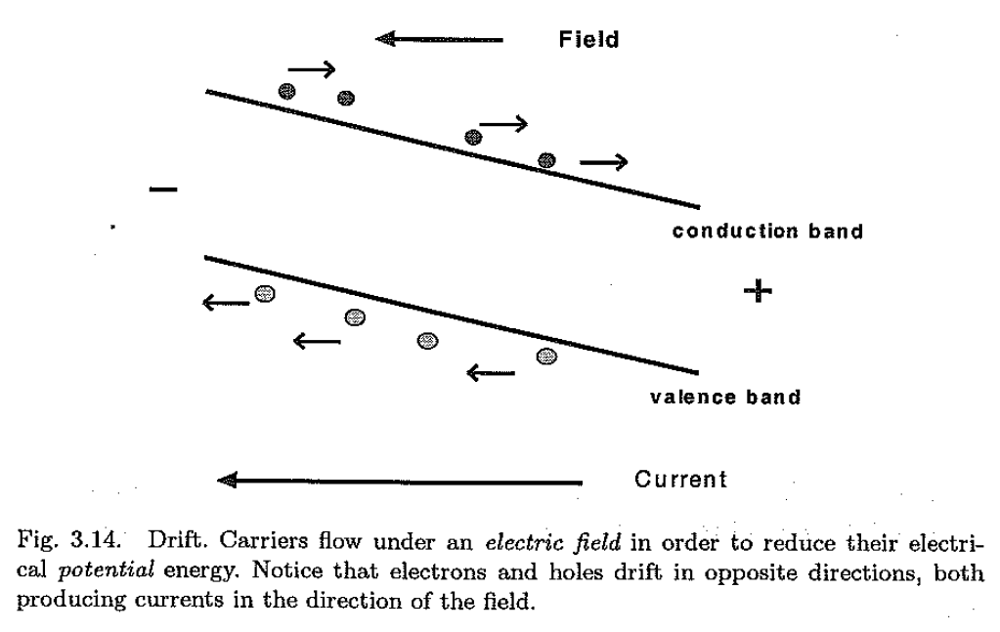 Field
−
conduction band
+
valence band
Current
Fig. 3.14. Drift. Carriers flow under an electric field in order to reduce their electri-
cal potential energy. Notice that electrons and holes drift in opposite directions, both
producing currents in the direction of the field.